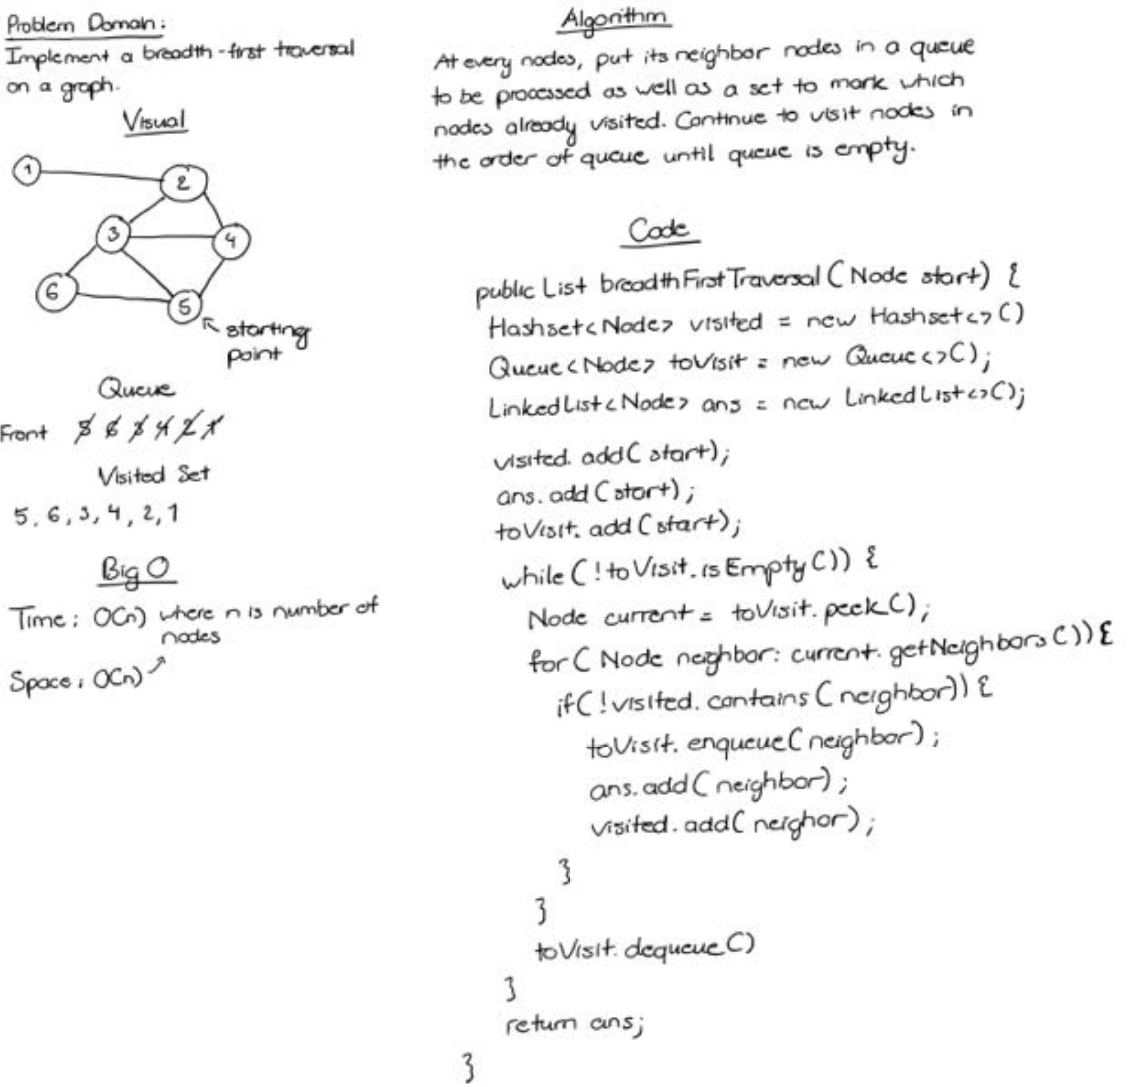 Problem Domain:
Implement a breadth-first traversal
on a graph.
Visual
1
2
3
4
6
5
starting
point
Queue
Front 5 6 3 4 2 1
Visited Set
5, 6, 3, 4, 2, 1
Big O
Time: O(n) where n is number of
nodes
Space: O(n)
Algorithm
At every nodes, put its neighbor nodes in a queue
to be processed as well as a set to mark which
nodes already visited. Continue to visit nodes in
the order of queue until queue is empty.
Code
public List breadthFirstTraversal (Node start) {
Hashset<Node> visited = new Hashset<>()
Queue<Node> toVisit = new Queue<>();
LinkedList<Node> ans = new LinkedList<>();
visited.add(start);
ans.add(start);
toVisit.add(start);
while (!toVisit.isEmpty()) {
Node current = toVisit.peek();
for (Node neighbor: current.getNeighbors()) {
if(!visited.contains(neighbor)) {
toVisit.enqueue(neighbor);
ans.add(neighbor);
visited.add(neighor);
}
}
toVisit.dequeue()
}
return ans;
}